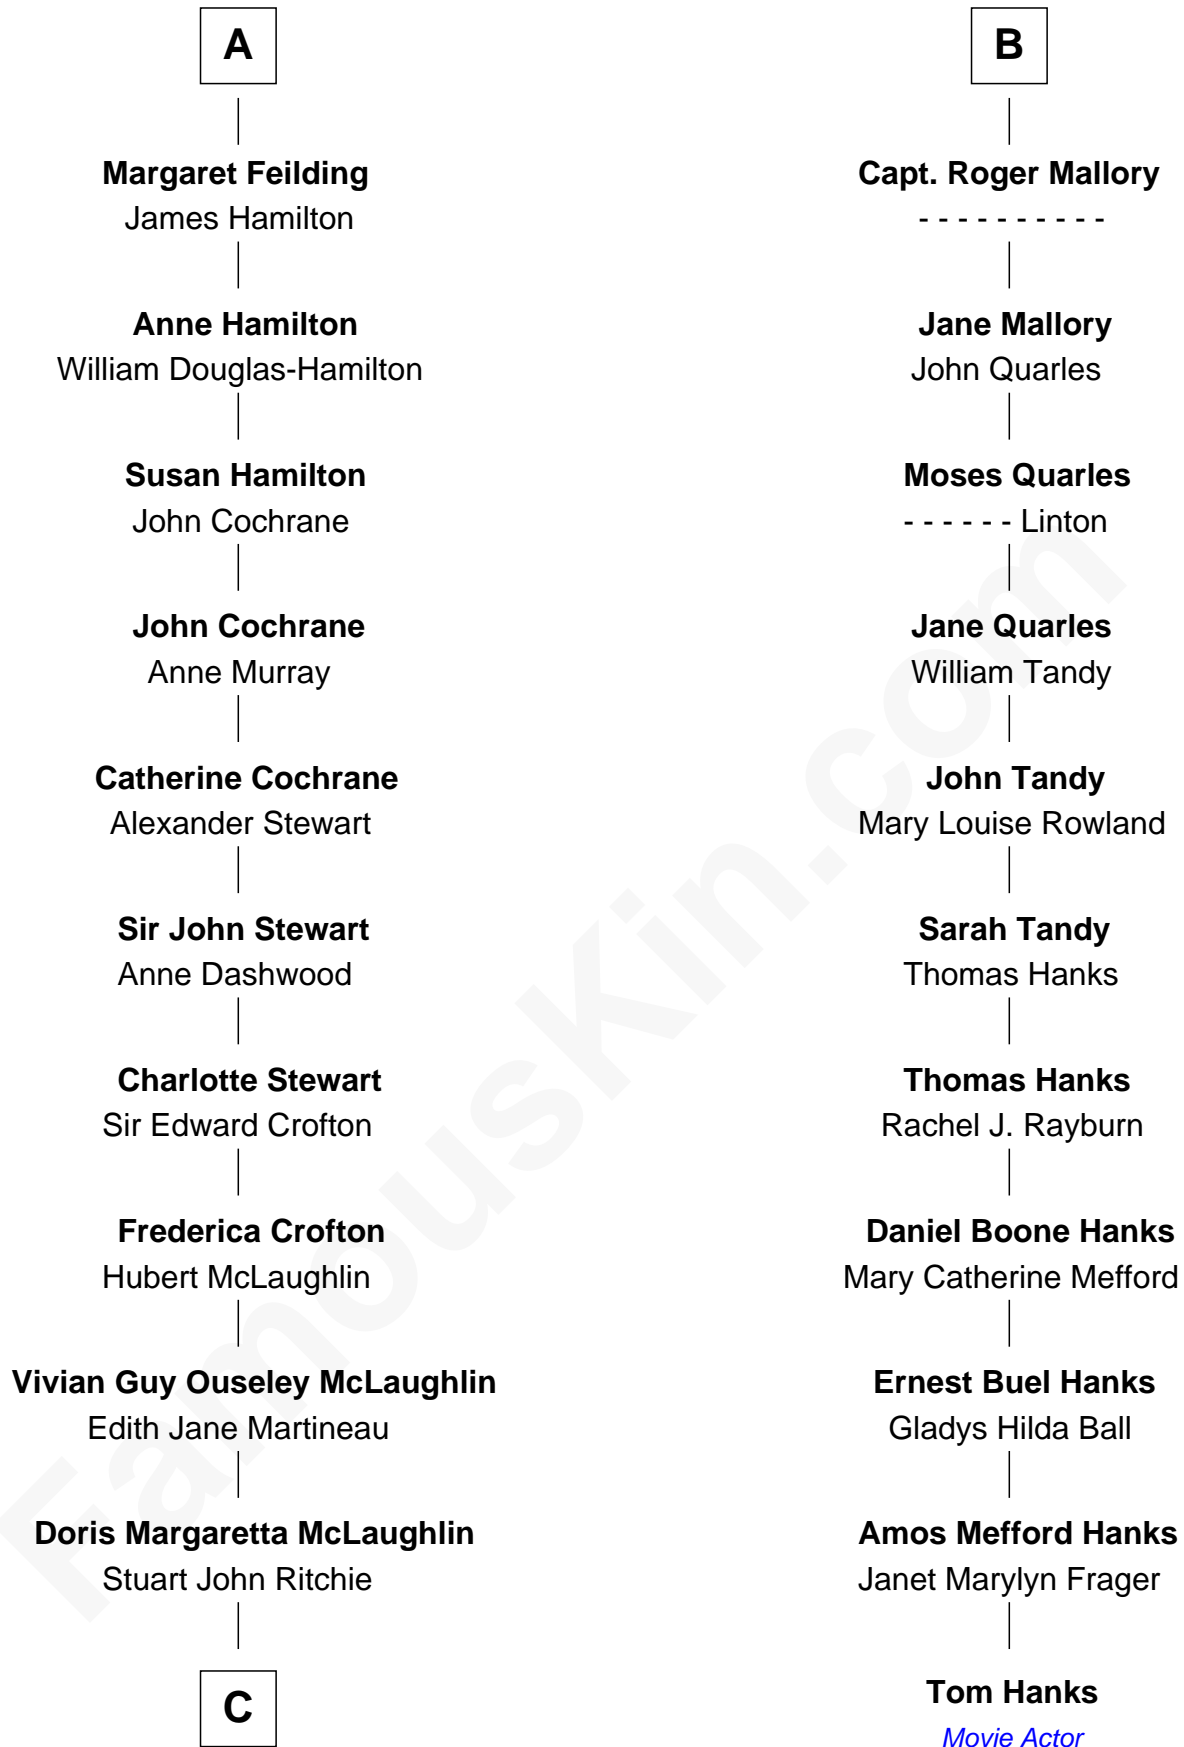 A
Margaret Feilding
James Hamilton
Anne Hamilton
William Douglas-Hamilton
Susan Hamilton
John Cochrane
John Cochrane
Anne Murray
Catherine Cochrane
Alexander Stewart
Sir John Stewart
Anne Dashwood
Charlotte Stewart
Sir Edward Crofton
Frederica Crofton
Hubert McLaughlin
Vivian Guy Ouseley McLaughlin
Edith Jane Martineau
Doris Margaretta McLaughlin
Stuart John Ritchie
C
B
Capt. Roger Mallory
- - - - - - - - - -
Jane Mallory
John Quarles
Moses Quarles
- - - - - - Linton
Jane Quarles
William Tandy
John Tandy
Mary Louise Rowland
Sarah Tandy
Thomas Hanks
Thomas Hanks
Rachel J. Rayburn
Daniel Boone Hanks
Mary Catherine Mefford
Ernest Buel Hanks
Gladys Hilda Ball
Amos Mefford Hanks
Janet Marylyn Frager
Tom Hanks
Movie Actor
FamousKin.com